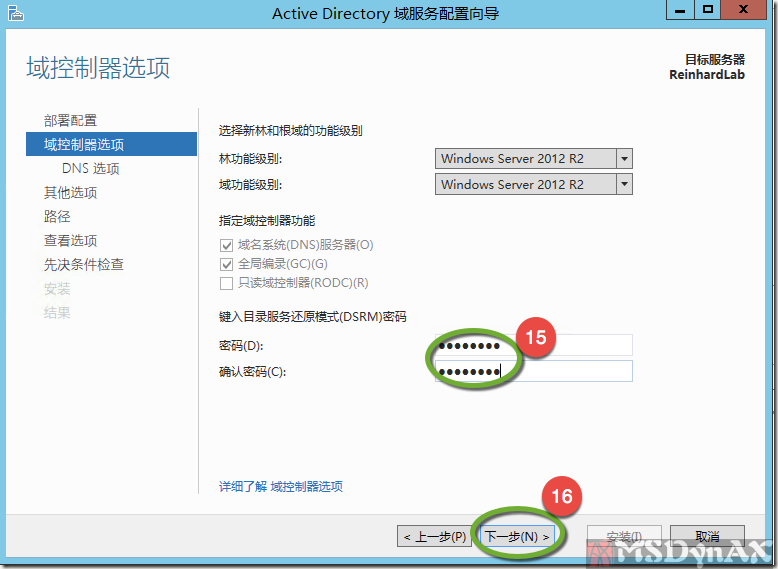 Active Directory 域服务配置向导
域控制器选项
目标服务器
ReinhardLab
部署配置
域控制器选项
DNS 选项
其他选项
路径
查看选项
先决条件检查
安装
结果
选择新林和根域的功能级别
林功能级别: Windows Server 2012 R2
域功能级别: Windows Server 2012 R2
指定域控制器功能
域名系统(DNS)服务器(O)
全局编录(GC)(G)
只读域控制器(RODC)(R)
键入目录服务还原模式(DSRM)密码
密码(D): ●●●●●●●● 15
确认密码(C): ●●●●●●●●
详细了解 域控制器选项
16
< 上一步(P) 下一步(N) > 安装(I) 取消
MSDynAX